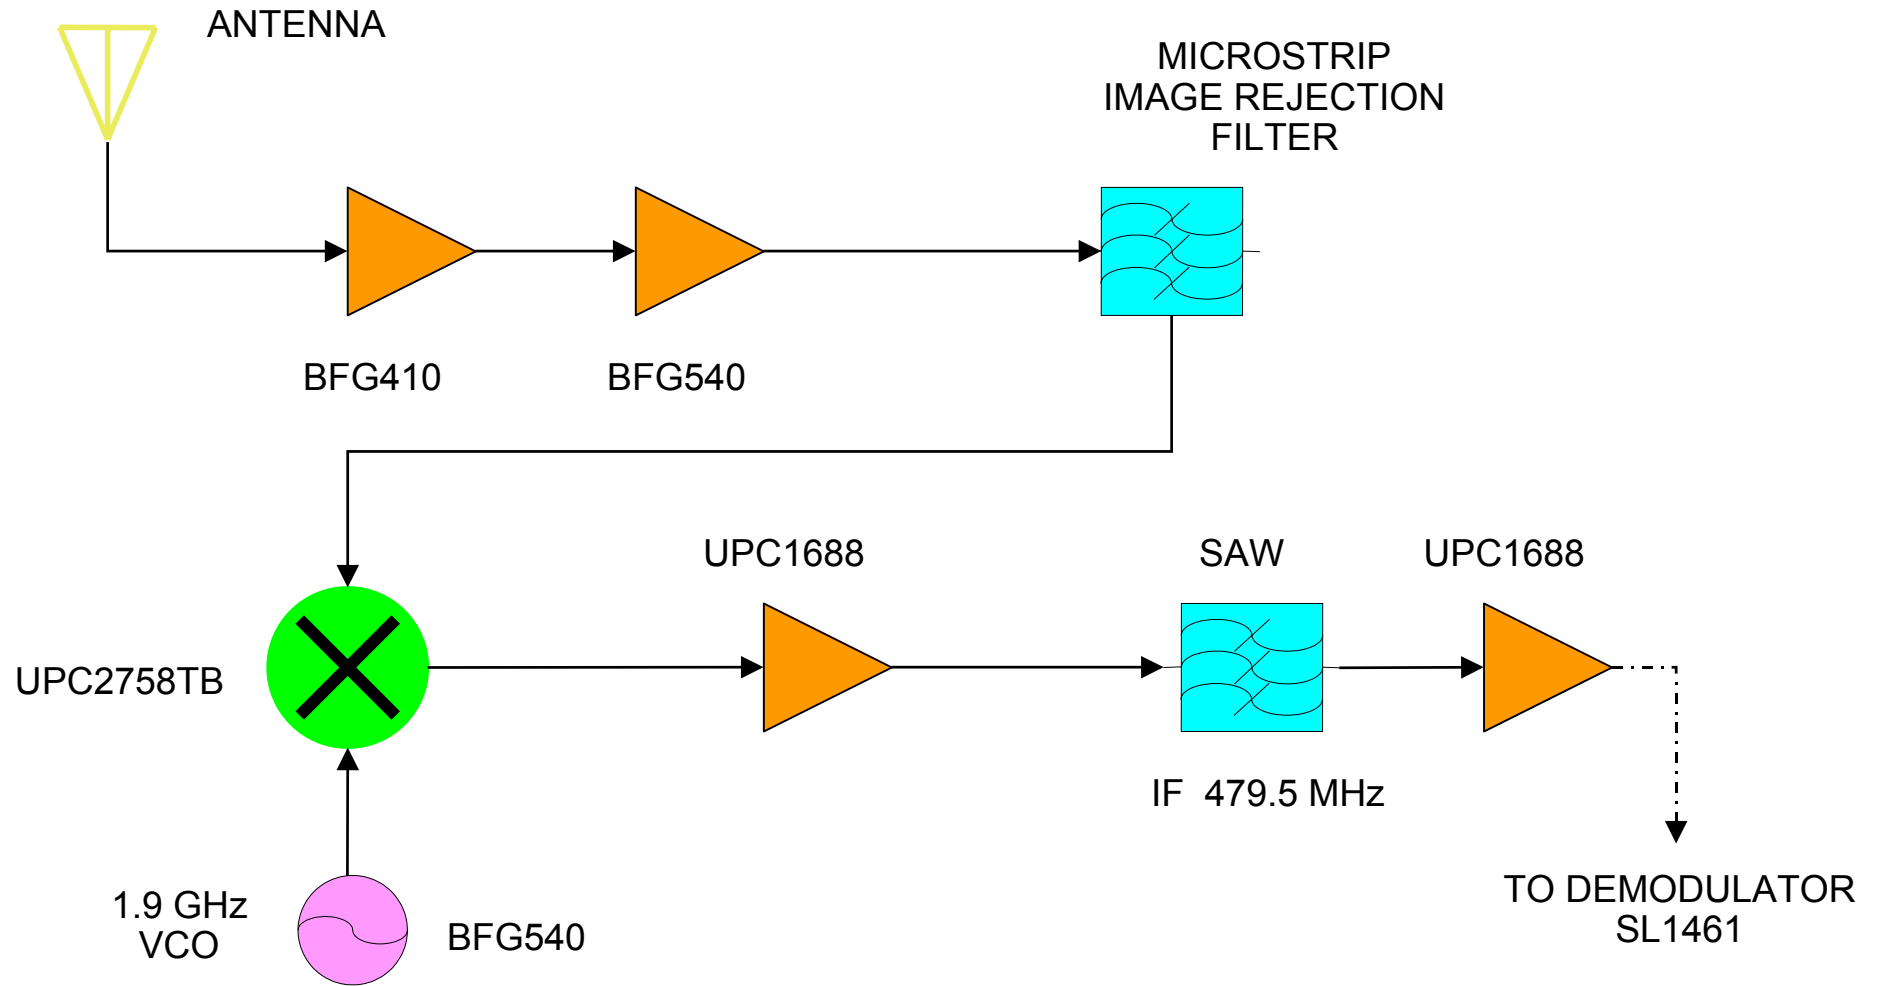 ANTENNA
MICROSTRIP
IMAGE REJECTION
FILTER
BFG410
BFG540
UPC1688
SAW
UPC1688
UPC2758TB
IF 479.5 MHz
1.9 GHz
VCO
BFG540
TO DEMODULATOR
SL1461